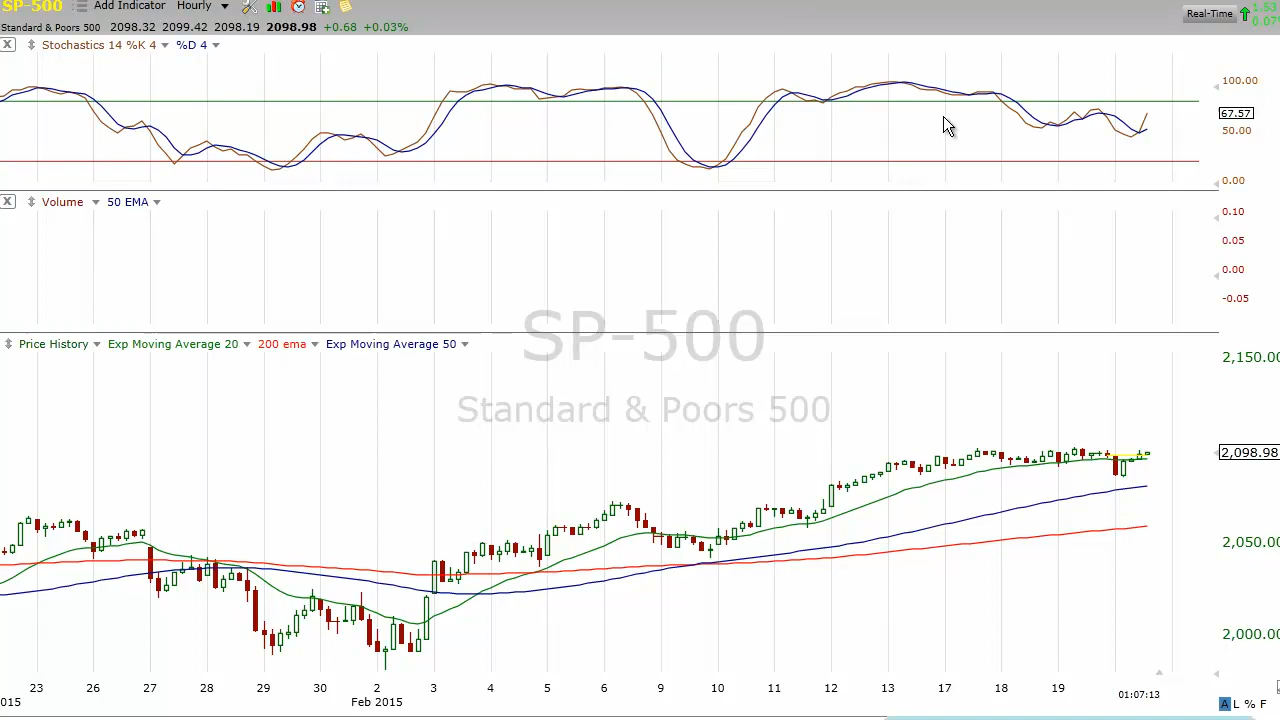 SP-500 Add Indicator Hourly Real-Time 1.53
Standard & Poors 500 2098.32 2099.42 2098.19 2098.98 +0.68 +0.03% 0.07%
X Stochastics 14 %K 4 %D 4
100.00
67.57
50.00
0.00
X Volume 50 EMA
0.10
0.05
0.00
-0.05
SP-500
Standard & Poors 500
Price History Exp Moving Average 20 200 ema Exp Moving Average 50
2,150.00
2,098.98
2,050.00
2,000.00
23 26 27 28 29 30 2 3 4 5 6 9 10 11 12 13 17 18 19 01:07:13
015 Feb 2015 A L % F